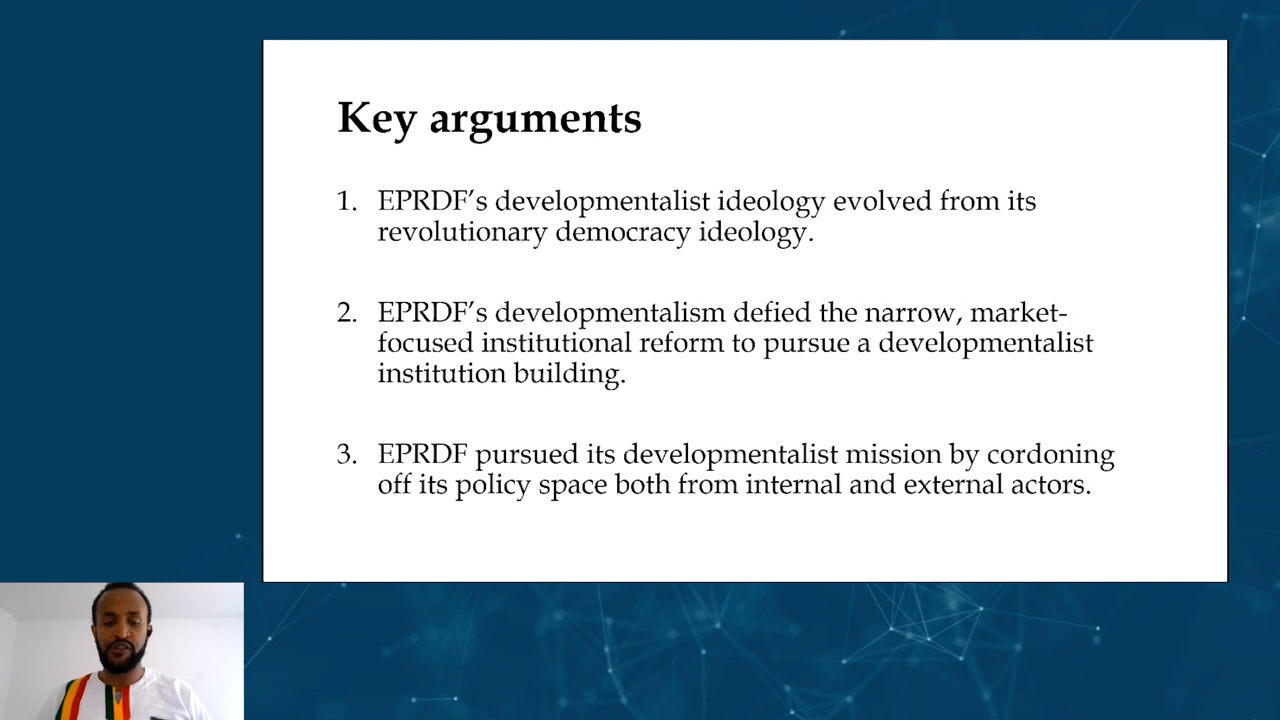 Key arguments
1. EPRDF’s developmentalist ideology evolved from its
revolutionary democracy ideology.
2. EPRDF’s developmentalism defied the narrow, market-
focused institutional reform to pursue a developmentalist
institution building.
3. EPRDF pursued its developmentalist mission by cordoning
off its policy space both from internal and external actors.